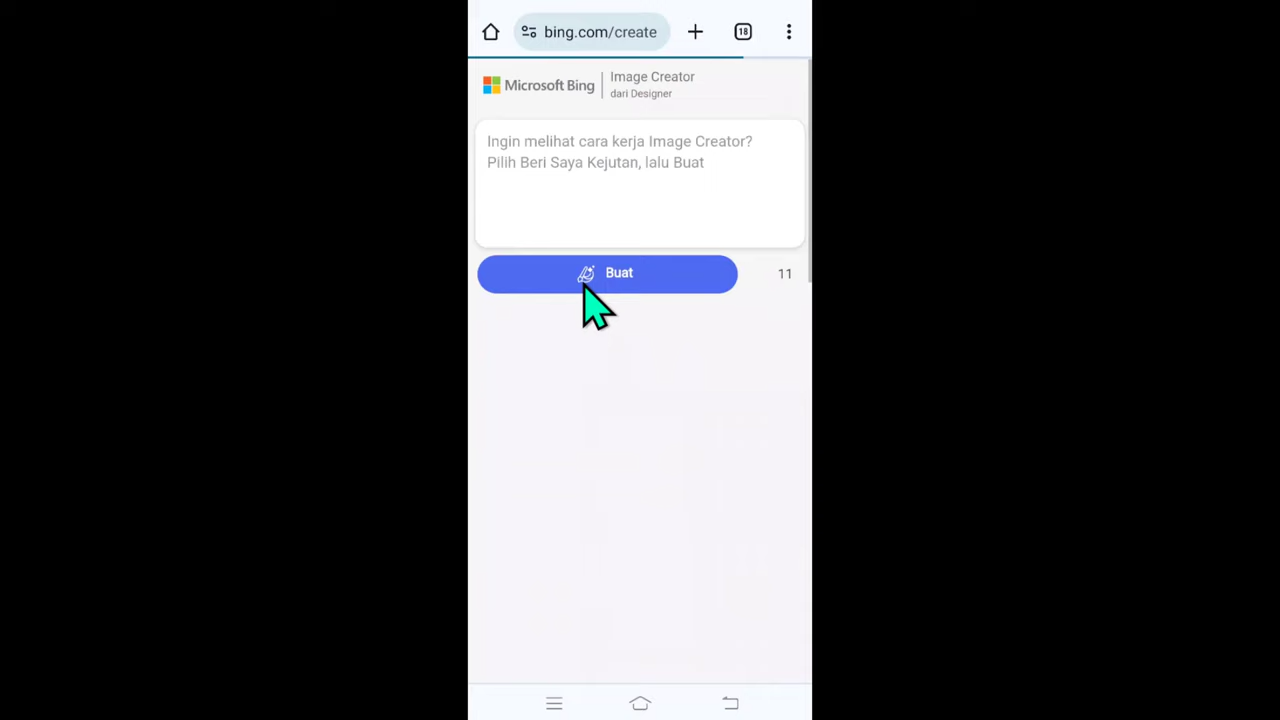 bing.com/create
18
Microsoft Bing
Image Creator
dari Designer
Ingin melihat cara kerja Image Creator?
Pilih Beri Saya Kejutan, lalu Buat
Buat
11